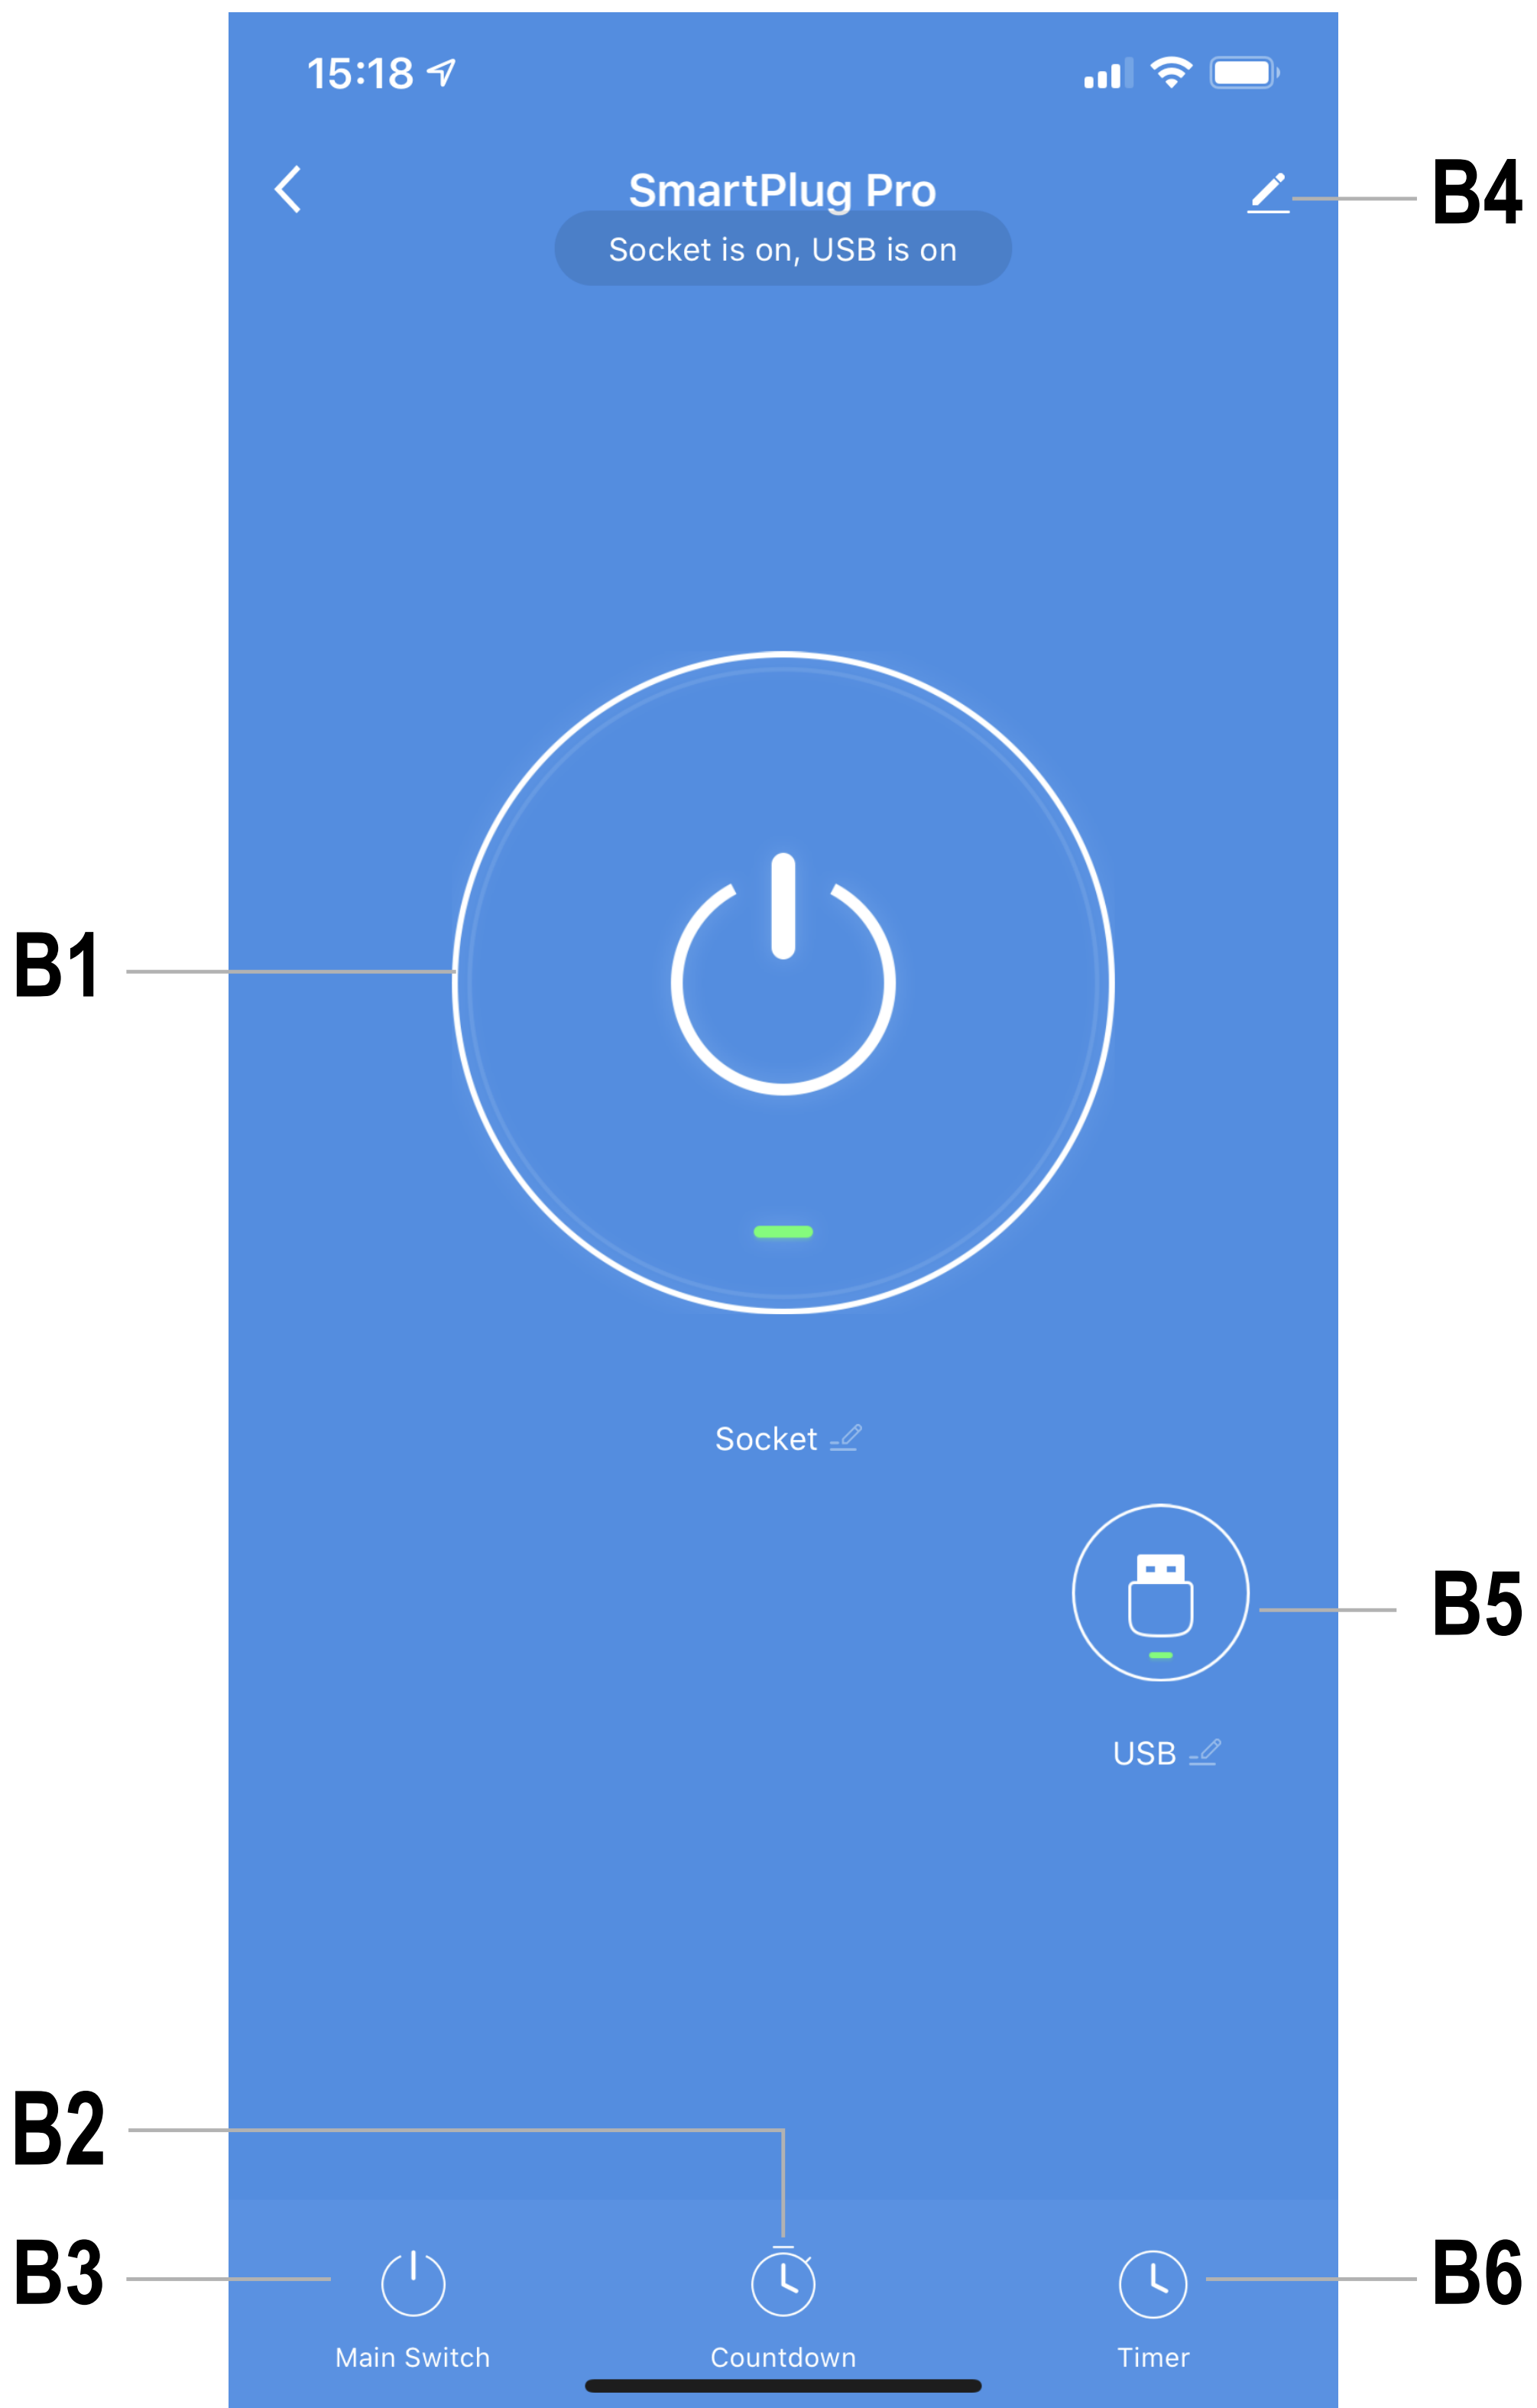 15:18
SmartPlug Pro
B4
Socket is on, USB is on
B1
Socket
B5
USB
B2
B3
B6
Main Switch
Countdown
Timer